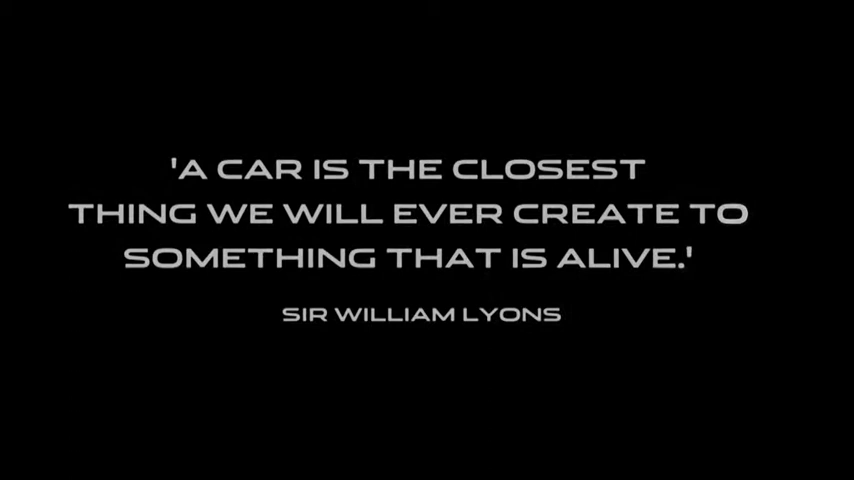 'A CAR IS THE CLOSEST
THING WE WILL EVER CREATE TO
SOMETHING THAT IS ALIVE.'
SIR WILLIAM LYONS